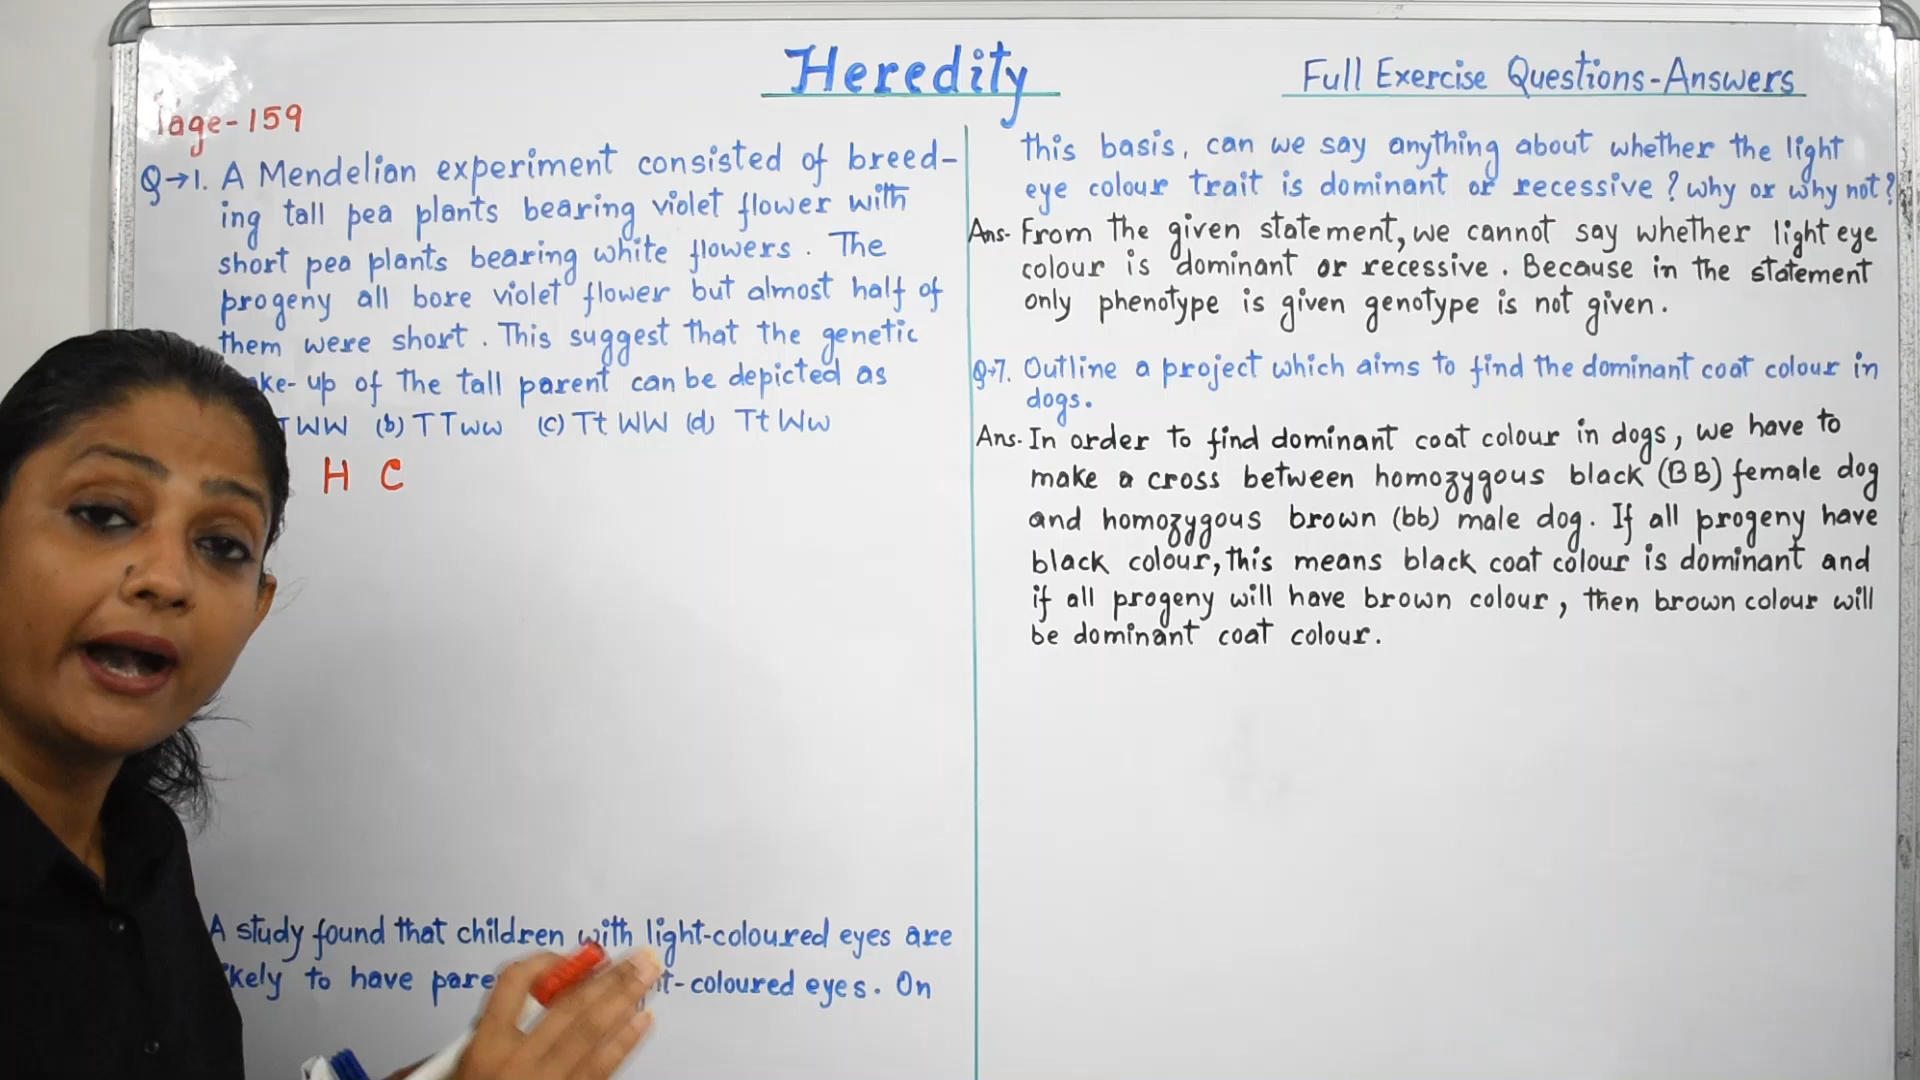 Heredity
Full Exercise Questions-Answers
Page-159
Q→1. A Mendelian experiment consisted of breed-
ing tall pea plants bearing violet flower with
short pea plants bearing white flowers. The
progeny all bore violet flower but almost half of
them were short. This suggest that the genetic
ke-up of the tall parent can be depicted as
TWW (b) TTww (c) TtWW (d) TtWw
H C
A study found that children with light-coloured eyes are
kely to have pare t-coloured eyes. On
this basis, can we say anything about whether the light
eye colour trait is dominant or recessive? why or why not?
Ans- From the given statement, we cannot say whether light eye
colour is dominant or recessive. Because in the statement
only phenotype is given genotype is not given.
Q→7. Outline a project which aims to find the dominant coat colour in
dogs.
Ans- In order to find dominant coat colour in dogs, we have to
make a cross between homozygous black (BB) female dog
and homozygous brown (bb) male dog. If all progeny have
black colour, this means black coat colour is dominant and
if all progeny will have brown colour, then brown colour will
be dominant coat colour.